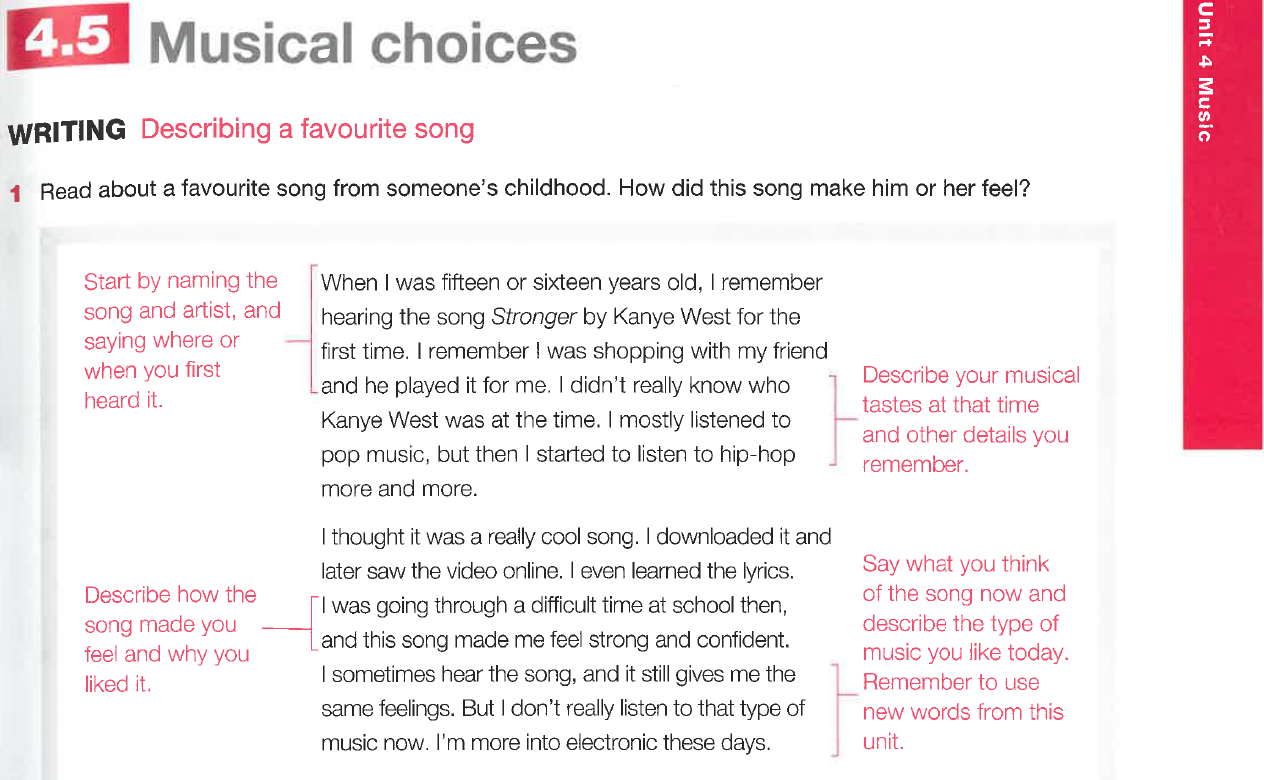 4.5 Musical choices
Unit 4 Music
WRITING Describing a favourite song
1 Read about a favourite song from someone's childhood. How did this song make him or her feel?
Start by naming the
song and artist, and
saying where or
when you first
heard it.
When I was fifteen or sixteen years old, I remember
hearing the song Stronger by Kanye West for the
first time. I remember I was shopping with my friend
and he played it for me. I didn't really know who
Kanye West was at the time. I mostly listened to
pop music, but then I started to listen to hip-hop
more and more.
Describe your musical
tastes at that time
and other details you
remember.
I thought it was a really cool song. I downloaded it and
later saw the video online. I even learned the lyrics.
I was going through a difficult time at school then,
and this song made me feel strong and confident.
I sometimes hear the song, and it still gives me the
same feelings. But I don't really listen to that type of
music now. I'm more into electronic these days.
Describe how the
song made you
feel and why you
liked it.
Say what you think
of the song now and
describe the type of
music you like today.
Remember to use
new words from this
unit.